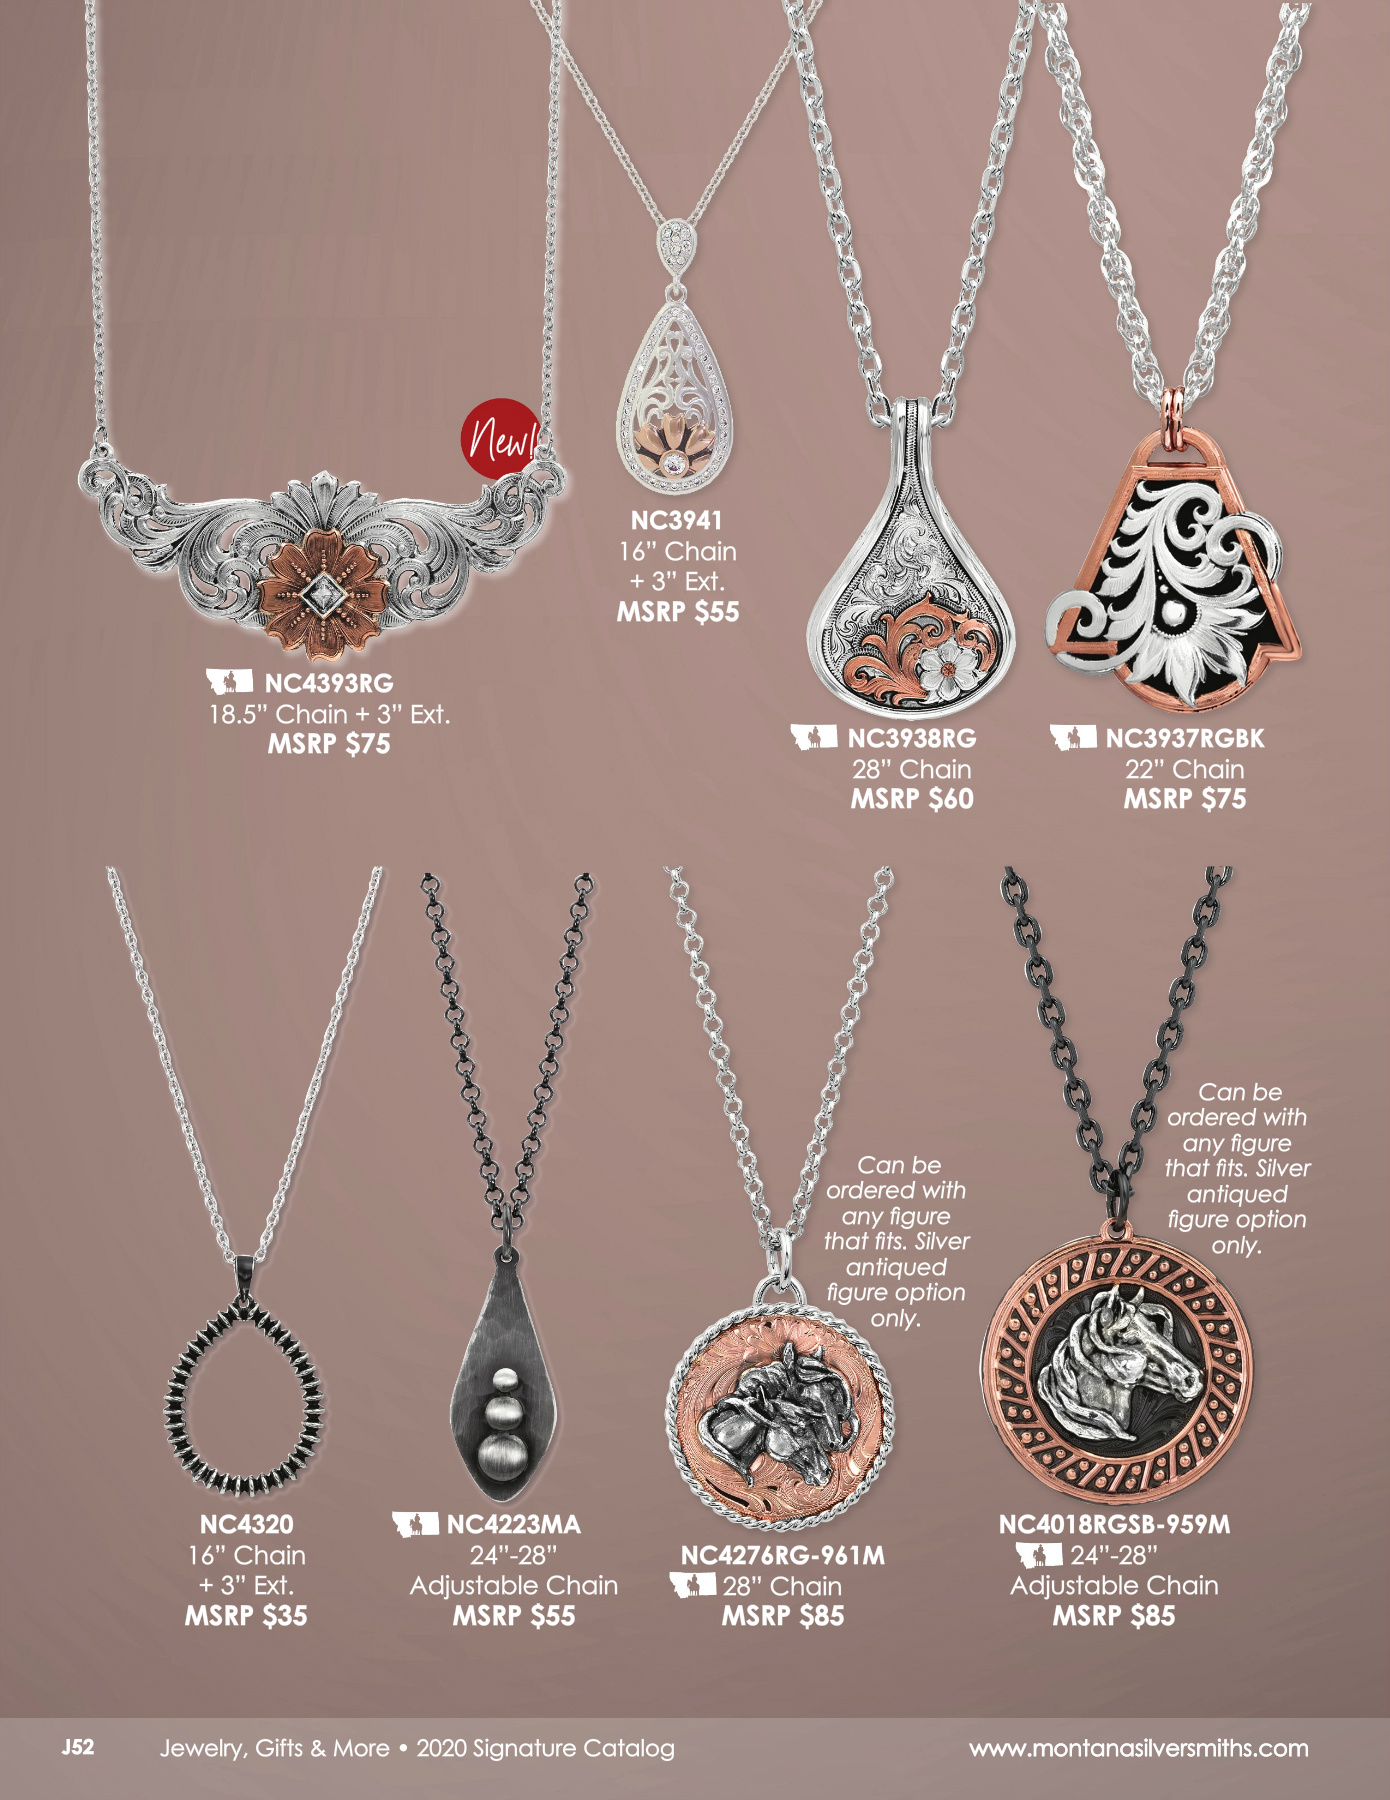 New!
NC3941
16” Chain
+ 3” Ext.
MSRP $55
NC4393RG
18.5” Chain + 3” Ext.
MSRP $75
NC3938RG
28” Chain
MSRP $60
NC3937RGBK
22” Chain
MSRP $75
Can be
ordered with
any figure
that fits. Silver
antiqued
figure option
only.
Can be
ordered with
any figure
that fits. Silver
antiqued
figure option
only.
NC4320
16” Chain
+ 3” Ext.
MSRP $35
NC4223MA
24”-28”
Adjustable Chain
MSRP $55
NC4276RG-961M
28” Chain
MSRP $85
NC4018RGSB-959M
24”-28”
Adjustable Chain
MSRP $85
J52
Jewelry, Gifts & More • 2020 Signature Catalog
www.montanasilversmiths.com